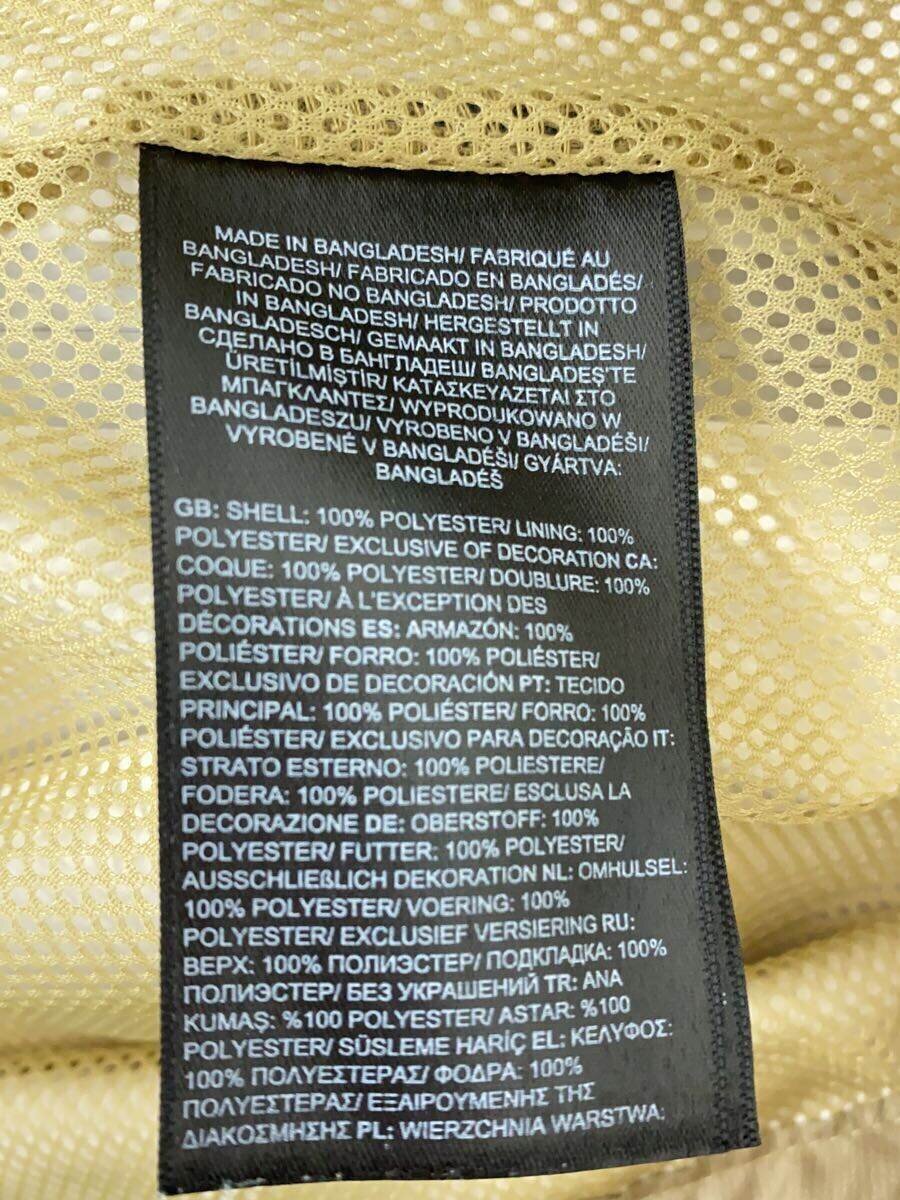 MADE IN BANGLADESH/ FABRIQUÉ AU
BANGLADESH/ FABRICADO EN BANGLADÉS/
FABRICADO NO BANGLADESH/ PRODOTTO
IN BANGLADESH/ HERGESTELLT IN
BANGLADESCH/ GEMAAKT IN BANGLADESH/
СДЕЛАНО В БАНГЛАДЕШ/ BANGLADEŞ'TE
ÜRETİLMİŞTİR/ ΚΑΤΑΣΚΕΥΑΖΕΤΑΙ ΣΤΟ
ΜΠΑΓΚΛΑΝΤΕΣ/ WYPRODUKOWANO W
BANGLADESZU/ VYROBENO V BANGLADÉŠI/
VYROBENÉ V BANGLADÉŠI/ GYÁRTVA:
BANGLADÉS
GB: SHELL: 100% POLYESTER/ LINING: 100%
POLYESTER/ EXCLUSIVE OF DECORATION CA:
COQUE: 100% POLYESTER/ DOUBLURE: 100%
POLYESTER/ À L'EXCEPTION DES
DÉCORATIONS ES: ARMAZÓN: 100%
POLIÉSTER/ FORRO: 100% POLIÉSTER/
EXCLUSIVO DE DECORACIÓN PT: TECIDO
PRINCIPAL: 100% POLIÉSTER/ FORRO: 100%
POLIÉSTER/ EXCLUSIVO PARA DECORAÇÃO IT:
STRATO ESTERNO: 100% POLIESTERE/
FODERA: 100% POLIESTERE/ ESCLUSA LA
DECORAZIONE DE: OBERSTOFF: 100%
POLYESTER/ FUTTER: 100% POLYESTER/
AUSSCHLIEßLICH DEKORATION NL: OMHULSEL:
100% POLYESTER/ VOERING: 100%
POLYESTER/ EXCLUSIEF VERSIERING RU:
ВЕРХ: 100% ПОЛИЭСТЕР/ ПОДКЛАДКА: 100%
ПОЛИЭСТЕР/ БЕЗ УКРАШЕНИЙ TR: ANA
KUMAŞ: %100 POLYESTER/ ASTAR: %100
POLYESTER/ SÜSLEME HARİÇ EL: ΚΕΛΥΦΟΣ:
100% ΠΟΛΥΕΣΤΕΡΑΣ/ ΦΟΔΡΑ: 100%
ΠΟΛΥΕΣΤΕΡΑΣ/ ΕΞΑΙΡΟΥΜΕΝΗΣ ΤΗΣ
ΔΙΑΚΟΣΜΗΣΗΣ PL: WIERZCHNIA WARSTWA: